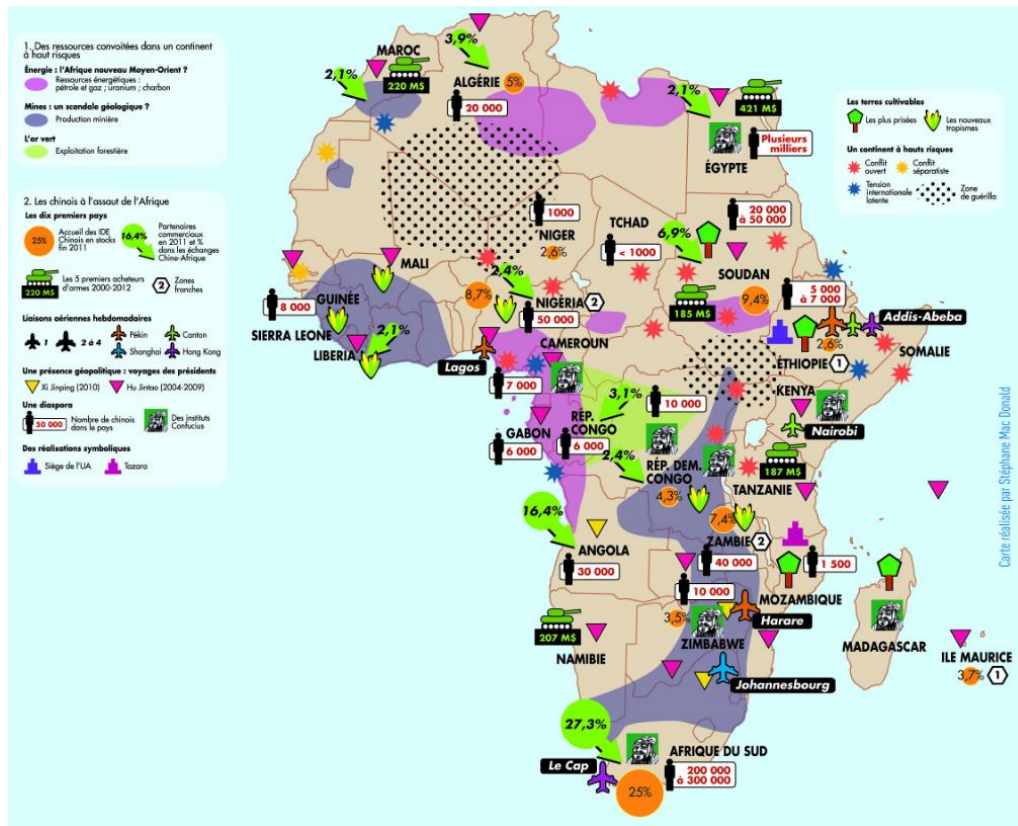 1. Des ressources convoitées dans un continent
à haut risques
Énergie : l'Afrique nouveau Moyen-Orient ?
Ressources énergétiques :
pétrole et gaz ; uranium ; charbon
Mines : un scandale géologique ?
Production minière
L'or vert
Exploitation forestière
2. Les chinois à l'assaut de l'Afrique
Les dix premiers pays
25%
Accueil des IDE
Chinois en stocks
En 2011
16,4%
Partenaires
commerciaux
en 2011 et %
dans les échanges
Chine-Afrique
220 M$
Les 5 premiers acheteurs
d'armes 2000-2012
2
Zones
franches
Liaisons aériennes hebdomadaires
1
2 à 4
Pékin
Canton
Shanghai
Hong Kong
Une présence géopolitique : voyages des présidents
Xi Jinping (2010)
Hu Jintao (2004-2009)
Une diaspora
50 000
Nombre de chinois
dans le pays
Des instituts
Confucius
Des réalisations symboliques
Siège de l'UA
Tazara
Les terres cultivables
Les plus prisées
Les nouveaux
tropismes
Un continent à hauts risques
Conflit
ouvert
Conflit
séparatiste
Tension
internationale
latente
Zone
de guérilla
MAROC
2,1%
220 M$
3,9%
ALGÉRIE
5%
20 000
2,1%
421 M$
Plusieurs
milliers
ÉGYPTE
1000
NIGER
2,6%
TCHAD
< 1000
6,9%
20 000
à 50 000
SOUDAN
185 M$
9,4%
5 000
à 7 000
Addis-Abeba
2,6%
ÉTHIOPIE
1
SOMALIE
MALI
8 000
GUINÉE
SIERRA LEONE
LIBERIA
2,1%
8,7%
2,4%
NIGÉRIA
2
50 000
Lagos
CAMEROUN
7 000
GABON
6 000
RÉP.
CONGO
6 000
3,1%
10 000
2,4%
RÉP. DEM.
CONGO
4,3%
KENYA
Nairobi
187 M$
TANZANIE
7,4%
ZAMBIE
2
40 000
16,4%
ANGOLA
30 000
10 000
1 500
MOZAMBIQUE
3,5%
Harare
ZIMBABWE
207 M$
NAMIBIE
Johannesbourg
MADAGASCAR
ILE MAURICE
3,7%
1
27,3%
Le Cap
AFRIQUE DU SUD
200 000
à 300 000
25%
Carte réalisée par Stéphane Mac Donald